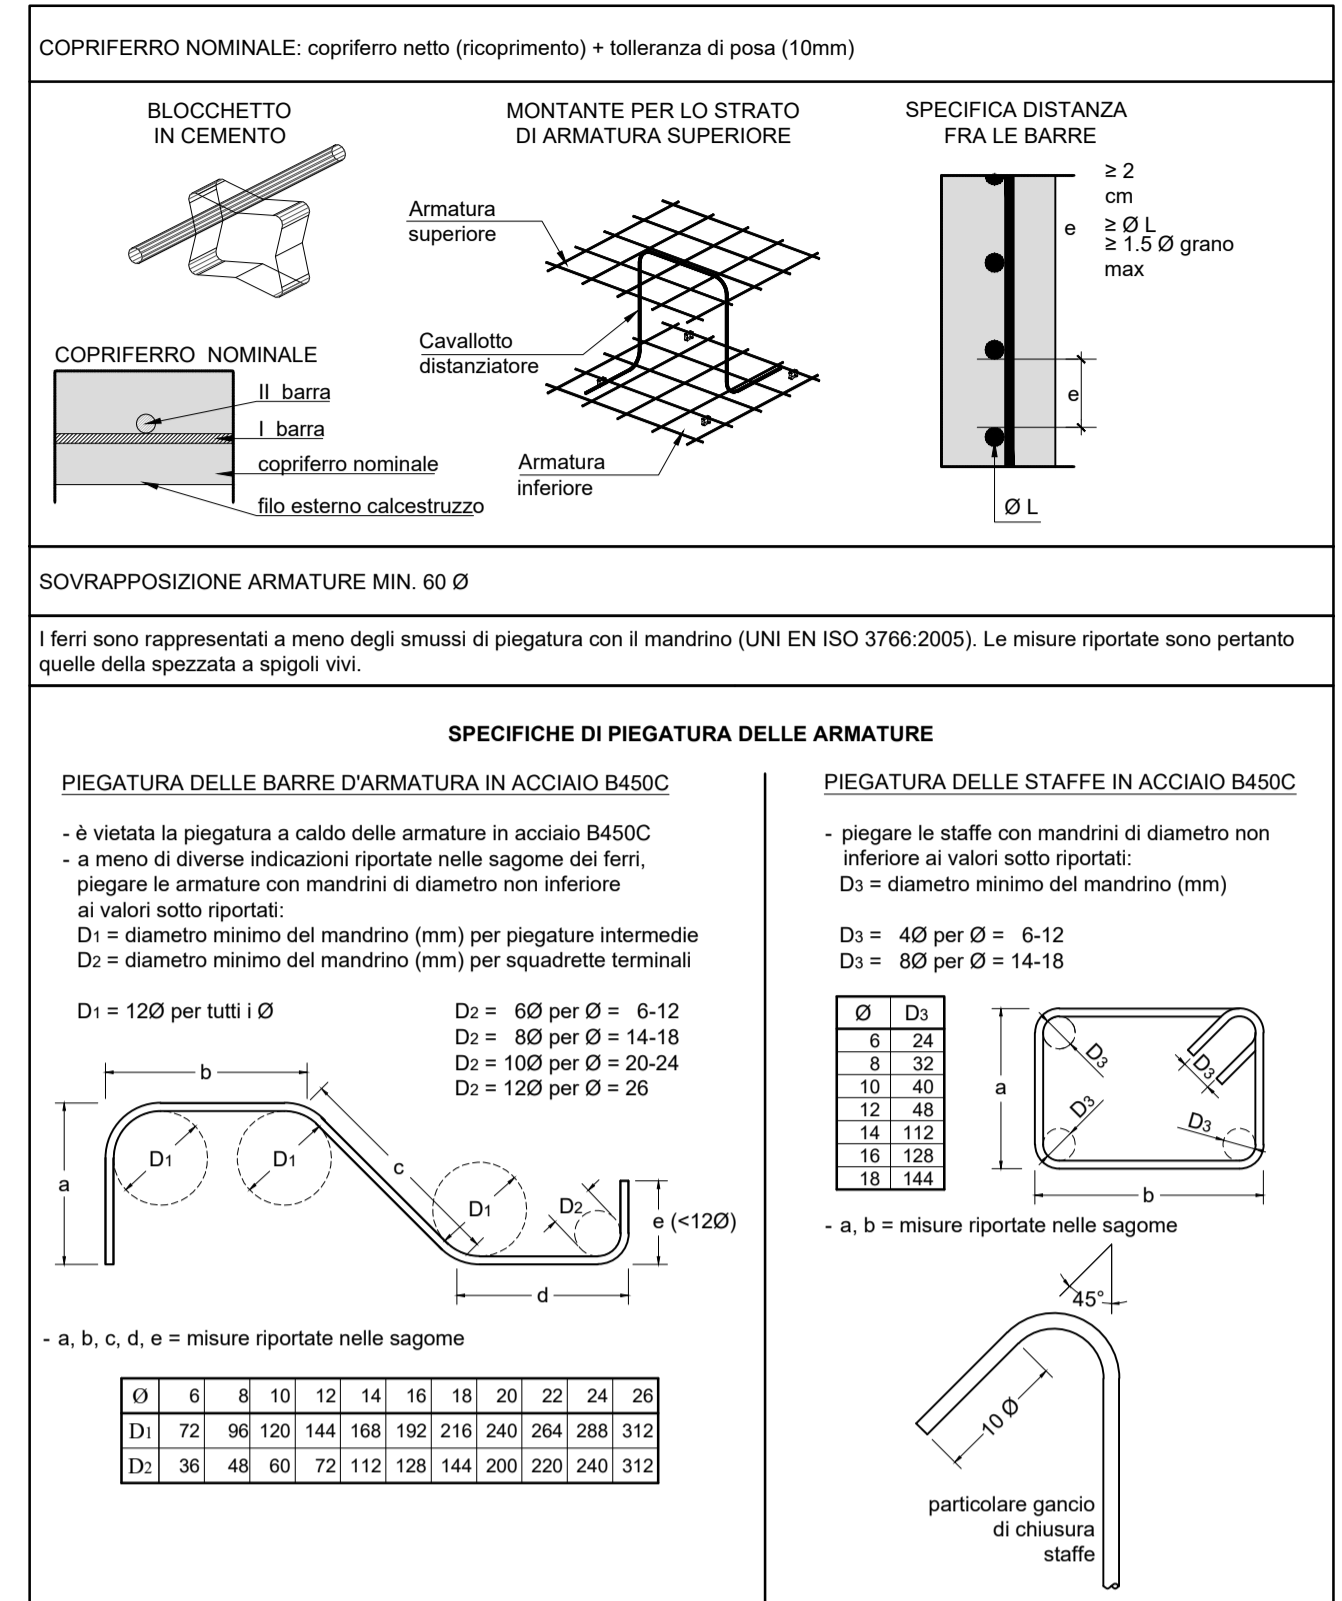 COPRIFERRO NOMINALE: copriferro netto (ricoprimento) + tolleranza di posa (10mm)
BLOCCHETTO
IN CEMENTO
MONTANTE PER LO STRATO
DI ARMATURA SUPERIORE
SPECIFICA DISTANZA
FRA LE BARRE
≥ 2
cm
≥ Ø L
≥ 1.5 Ø grano
max
e
e
Ø L
Armatura
superiore
Cavallotto
distanziatore
Armatura
inferiore
COPRIFERRO NOMINALE
II barra
I barra
copriferro nominale
filo esterno calcestruzzo
SOVRAPPOSIZIONE ARMATURE MIN. 60 Ø
I ferri sono rappresentati a meno degli smussi di piegatura con il mandrino (UNI EN ISO 3766:2005). Le misure riportate sono pertanto
quelle della spezzata a spigoli vivi.
SPECIFICHE DI PIEGATURA DELLE ARMATURE
PIEGATURA DELLE BARRE D'ARMATURA IN ACCIAIO B450C
- è vietata la piegatura a caldo delle armature in acciaio B450C
- a meno di diverse indicazioni riportate nelle sagome dei ferri,
piegare le armature con mandrini di diametro non inferiore
ai valori sotto riportati:
D1 = diametro minimo del mandrino (mm) per piegature intermedie
D2 = diametro minimo del mandrino (mm) per squadrette terminali
D1 = 12Ø per tutti i Ø
D2 = 6Ø per Ø = 6-12
D2 = 8Ø per Ø = 14-18
D2 = 10Ø per Ø = 20-24
D2 = 12Ø per Ø = 26
b
a
D1
D1
c
D1
D2
e (<12Ø)
d
- a, b, c, d, e = misure riportate nelle sagome
Ø 6 8 10 12 14 16 18 20 22 24 26
D1 72 96 120 144 168 192 216 240 264 288 312
D2 36 48 60 72 112 128 144 200 220 240 312
PIEGATURA DELLE STAFFE IN ACCIAIO B450C
- piegare le staffe con mandrini di diametro non
inferiore ai valori sotto riportati:
D3 = diametro minimo del mandrino (mm)
D3 = 4Ø per Ø = 6-12
D3 = 8Ø per Ø = 14-18
Ø D3
6 24
8 32
10 40
12 48
14 112
16 128
18 144
a
D3
D3
D3
D3
b
- a, b = misure riportate nelle sagome
45°
10 Ø
particolare gancio
di chiusura
staffe